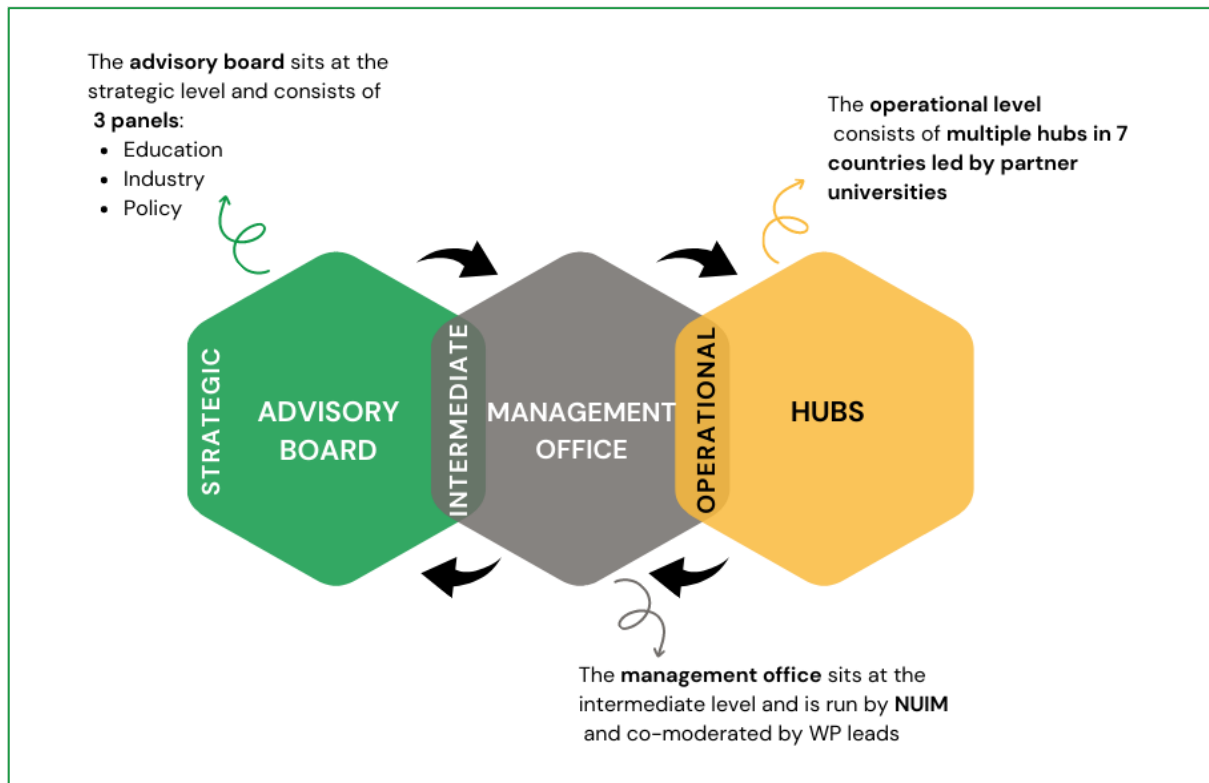 The advisory board sits at the
strategic level and consists of
3 panels:
• Education
• Industry
• Policy
The operational level
consists of multiple hubs in 7
countries led by partner
universities
STRATEGIC
ADVISORY
BOARD
INTERMEDIATE
MANAGEMENT
OFFICE
OPERATIONAL
HUBS
The management office sits at the
intermediate level and is run by NUIM
and co-moderated by WP leads